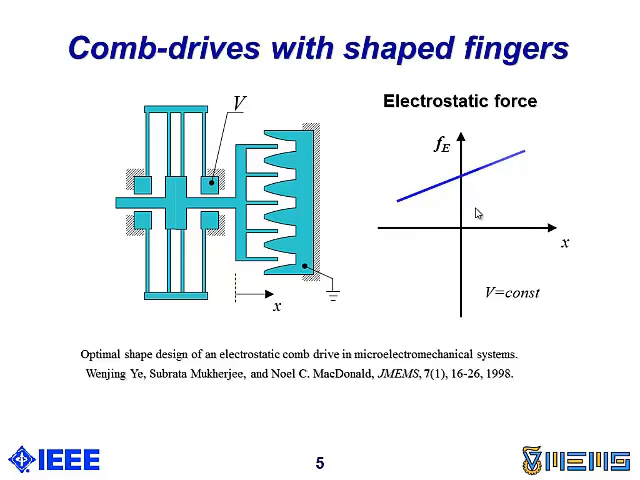 Comb-drives with shaped fingers
V
Electrostatic force
fE
x
V=const
x
Optimal shape design of an electrostatic comb drive in microelectromechanical systems.
Wenjing Ye, Subrata Mukherjee, and Noel C. MacDonald, JMEMS, 7(1), 16-26, 1998.
IEEE
5
MEMS